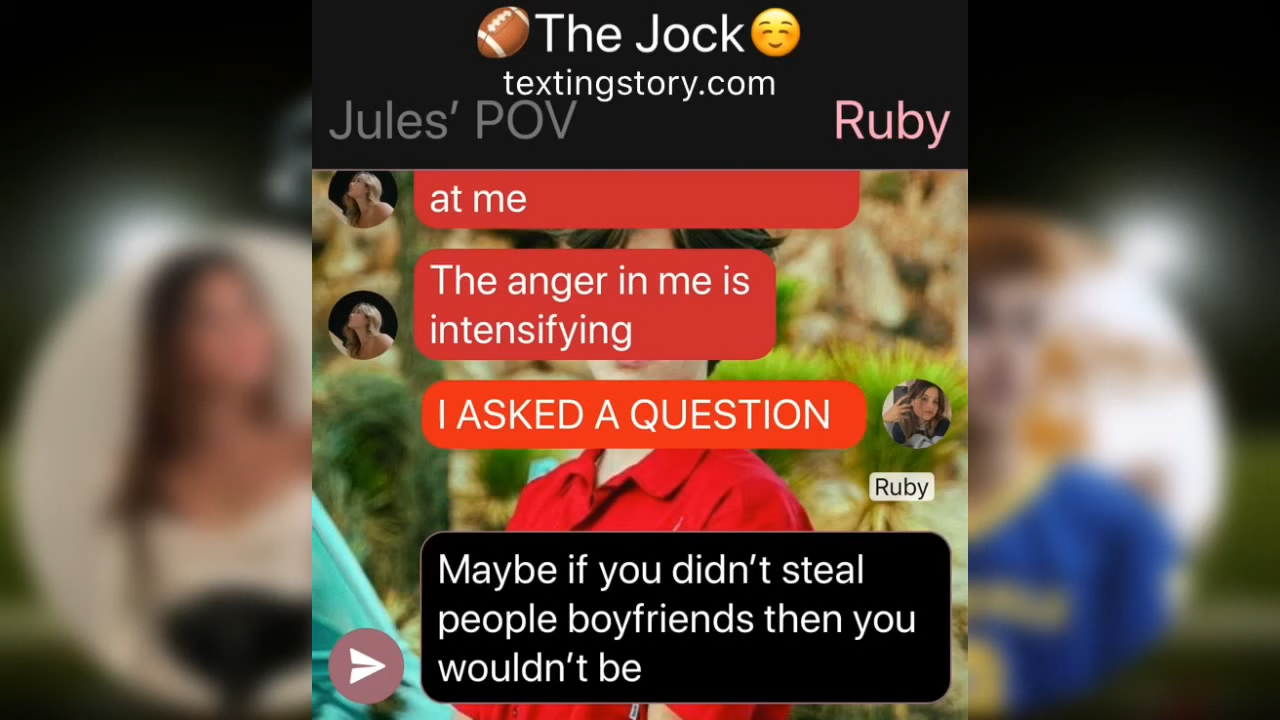 🏈The Jock☺️
textingstory.com
Jules’ POV
Ruby
at me
The anger in me is
intensifying
I ASKED A QUESTION
Ruby
Maybe if you didn’t steal
people boyfriends then you
wouldn’t be